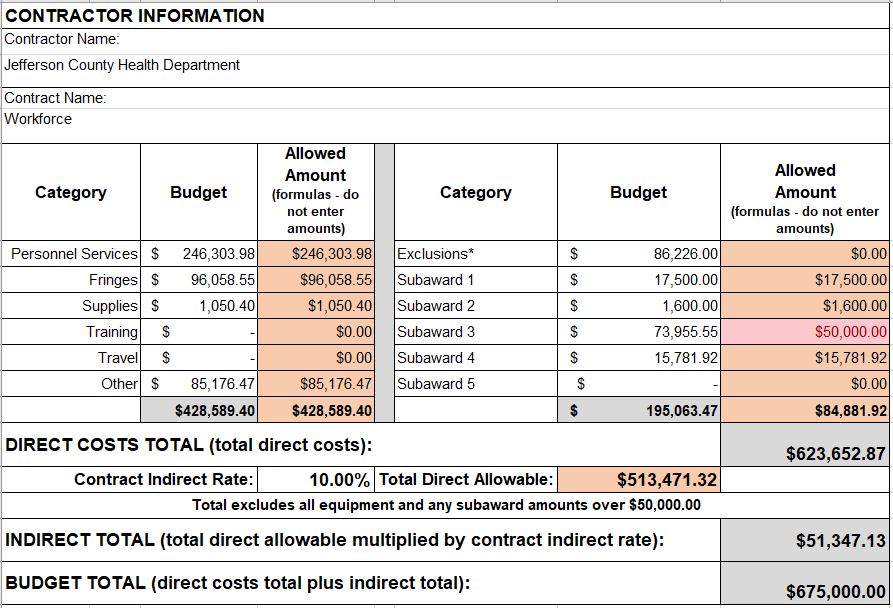 CONTRACTOR INFORMATION
Contractor Name:
Jefferson County Health Department
Contract Name:
Workforce
Category Budget Allowed Amount (formulas - do not enter amounts) Category Budget Allowed Amount (formulas - do not enter amounts)
Personnel Services $ 246,303.98 $246,303.98 Exclusions* $ 86,226.00 $0.00
Fringes $ 96,058.55 $96,058.55 Subaward 1 $ 17,500.00 $17,500.00
Supplies $ 1,050.40 $1,050.40 Subaward 2 $ 1,600.00 $1,600.00
Training $ - $0.00 Subaward 3 $ 73,955.55 $50,000.00
Travel $ - $0.00 Subaward 4 $ 15,781.92 $15,781.92
Other $ 85,176.47 $85,176.47 Subaward 5 $ - $0.00
$428,589.40 $428,589.40 $ 195,063.47 $84,881.92
DIRECT COSTS TOTAL (total direct costs): $623,652.87
Contract Indirect Rate: 10.00% Total Direct Allowable: $513,471.32
Total excludes all equipment and any subaward amounts over $50,000.00
INDIRECT TOTAL (total direct allowable multiplied by contract indirect rate): $51,347.13
BUDGET TOTAL (direct costs total plus indirect total): $675,000.00